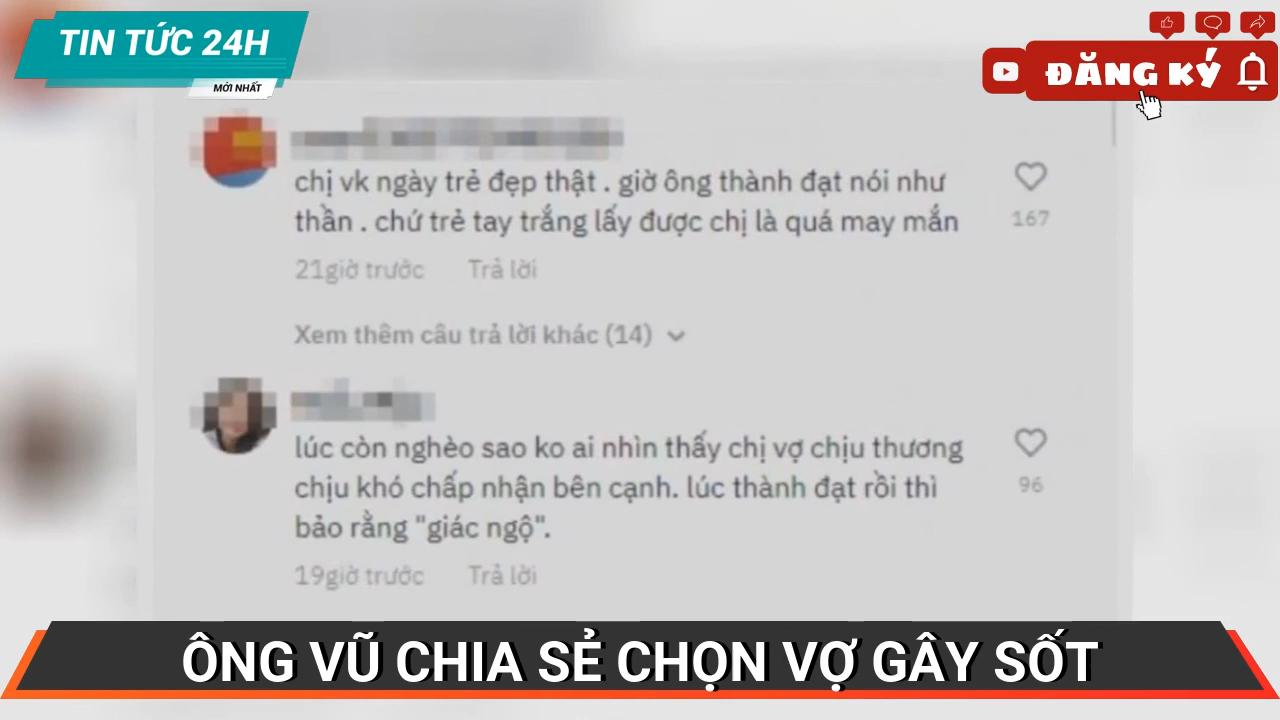 TIN TỨC 24H
MỚI NHẤT
ĐĂNG KÝ
chị vk ngày trẻ đẹp thật . giờ ông thành đạt nói như
thần . chứ trẻ tay trắng lấy được chị là quá may mắn
167
21giờ trước Trả lời
Xem thêm câu trả lời khác (14)
lúc còn nghèo sao ko ai nhìn thấy chị vợ chịu thương
chịu khó chấp nhận bên cạnh. lúc thành đạt rồi thì
bảo rằng "giác ngộ".
96
19giờ trước Trả lời
ÔNG VŨ CHIA SẺ CHỌN VỢ GÂY SỐT